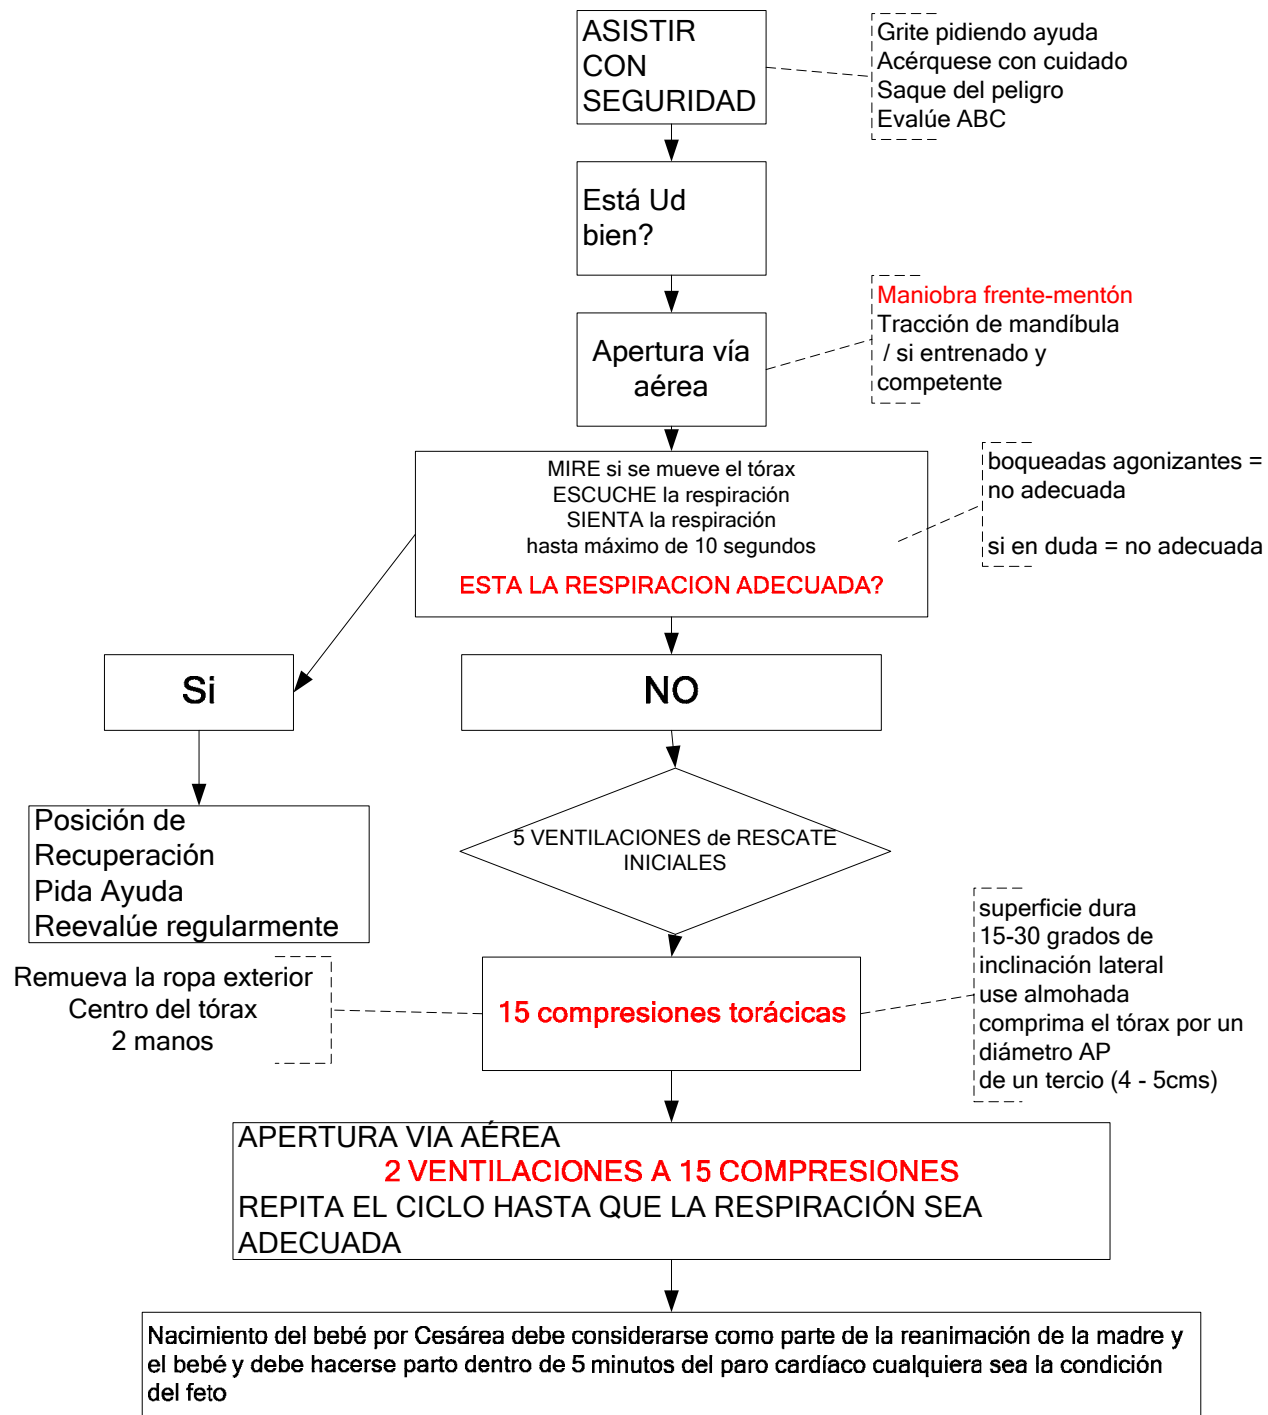 ASISTIR
CON
SEGURIDAD
Grite pidiendo ayuda
Acérquese con cuidado
Saque del peligro
Evalúe ABC
Está Ud
bien?
Apertura vía
aérea
Maniobra frente-mentón
Tracción de mandíbula
/ si entrenado y
competente
MIRE si se mueve el tórax
ESCUCHE la respiración
SIENTA la respiración
hasta máximo de 10 segundos
ESTA LA RESPIRACION ADECUADA?
boqueadas agonizantes =
no adecuada
si en duda = no adecuada
Si
NO
Posición de
Recuperación
Pida Ayuda
Reevalúe regularmente
5 VENTILACIONES de RESCATE
INICIALES
Remueva la ropa exterior
Centro del tórax
2 manos
15 compresiones torácicas
superficie dura
15-30 grados de
inclinación lateral
use almohada
comprima el tórax por un
diámetro AP
de un tercio (4 - 5cms)
APERTURA VIA AÉREA
2 VENTILACIONES A 15 COMPRESIONES
REPITA EL CICLO HASTA QUE LA RESPIRACIÓN SEA
ADECUADA
Nacimiento del bebé por Cesárea debe considerarse como parte de la reanimación de la madre y
el bebé y debe hacerse parto dentro de 5 minutos del paro cardíaco cualquiera sea la condición
del feto